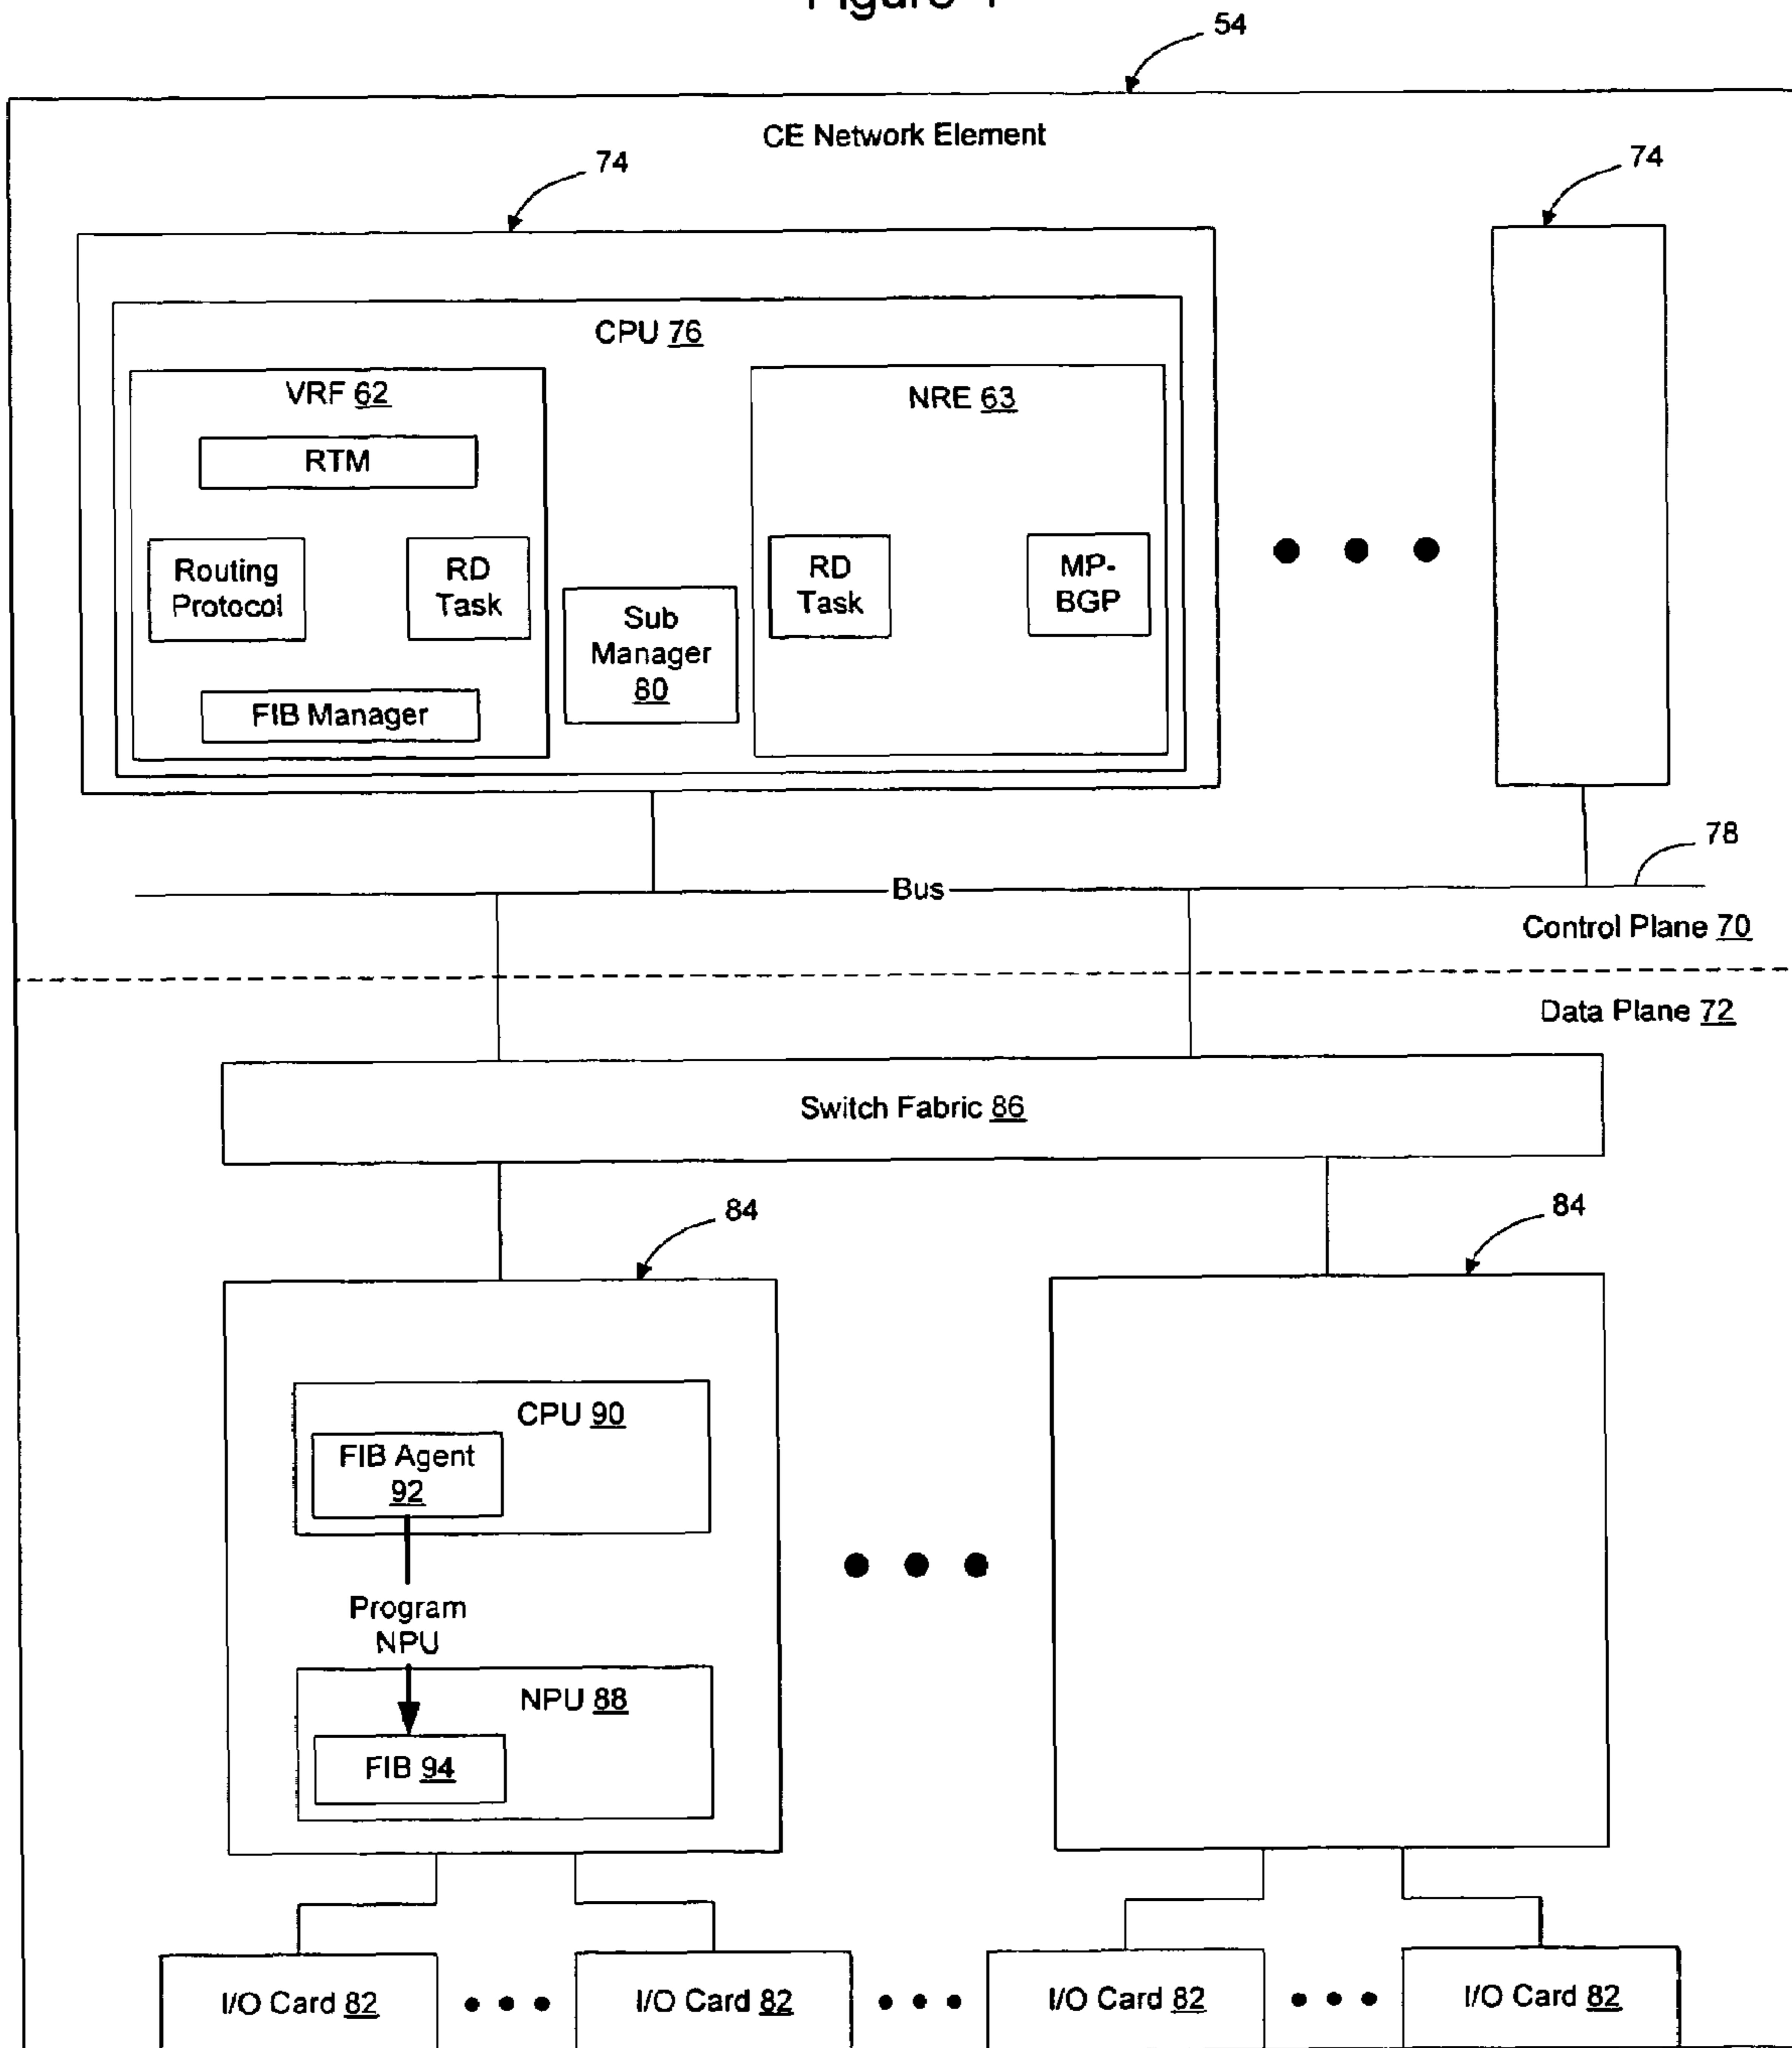 54
CE Network Element
74
74
CPU 76
VRF 62
NRE 63
RTM
Routing
Protocol
RD
Task
RD
Task
MP-
BGP
Sub
Manager
80
FIB Manager
78
Bus
Control Plane 70
Data Plane 72
Switch Fabric 86
84
84
CPU 90
FIB Agent
92
Program
NPU
NPU 88
FIB 94
I/O Card 82
I/O Card 82
I/O Card 82
I/O Card 82